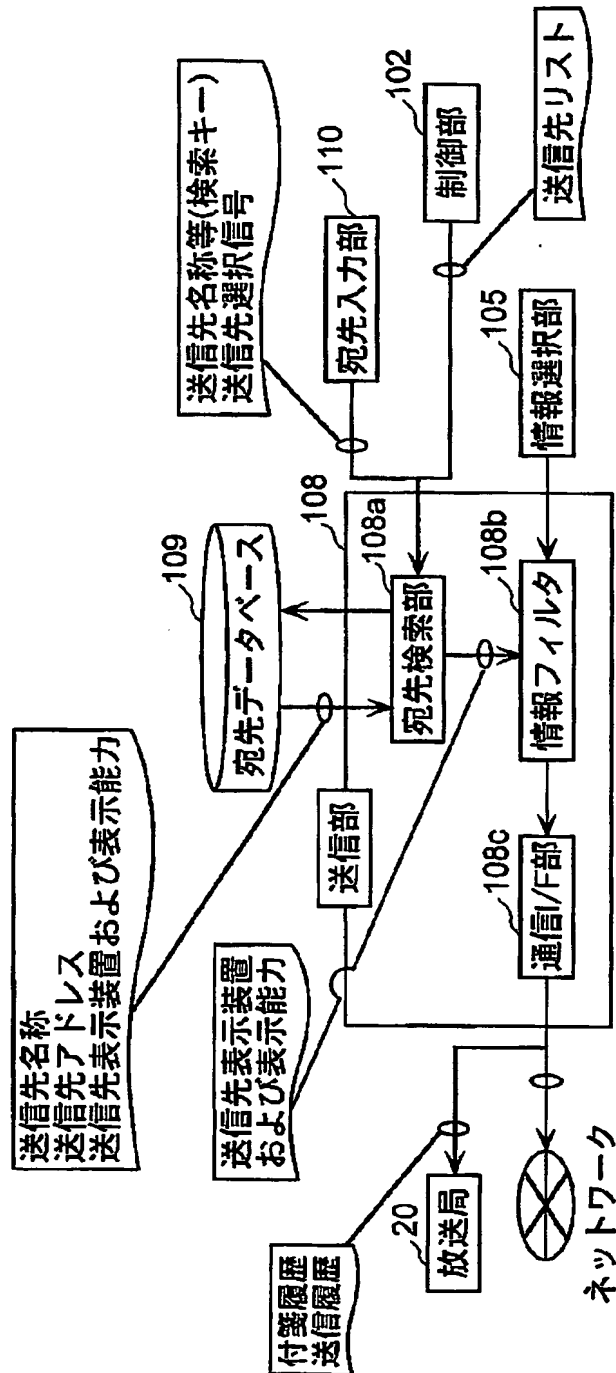 送信先名称
送信先アドレス
送信先表示装置および表示能力
109
宛先データベース
送信先名称等(検索キー)
送信先選択信号
110
宛先入力部
102
制御部
送信先リスト
送信先表示装置
および表示能力
送信部
108
108a
宛先検索部
105
情報選択部
108b
情報フィルタ
108c
通信I/F部
付箋履歴
送信履歴
20
放送局
ネットワーク